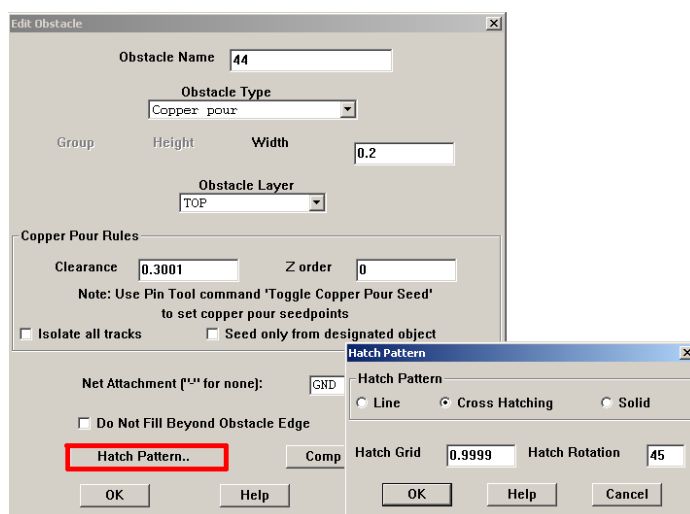 Edit Obstacle
Obstacle Name 44
Obstacle Type
Copper pour
Group Height Width 0.2
Obstacle Layer
TOP
Copper Pour Rules
Clearance 0.3001 Z order 0
Note: Use Pin Tool command 'Toggle Copper Pour Seed'
to set copper pour seedpoints
Isolate all tracks Seed only from designated object
Net Attachment ("-" for none): GND
Do Not Fill Beyond Obstacle Edge
Hatch Pattern.. Comp
OK Help
Hatch Pattern
Hatch Pattern
Line Cross Hatching Solid
Hatch Grid 0.9999 Hatch Rotation 45
OK Help Cancel